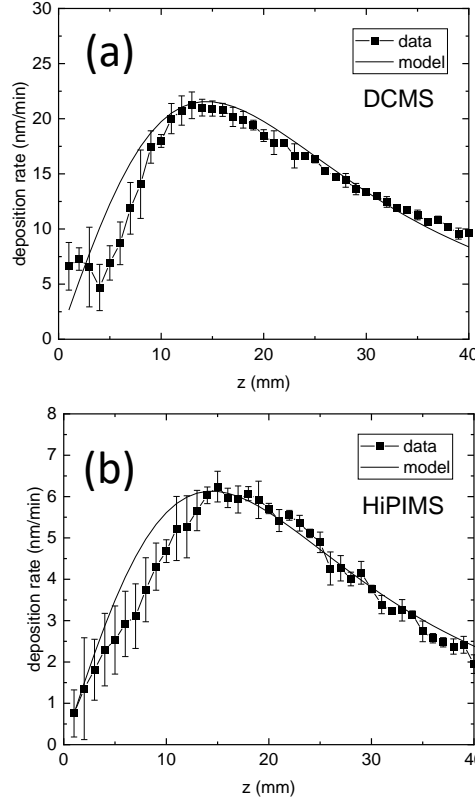 30
(a)
data
model
25
DCMS
20
15
10
5
0
deposition rate (nm/min)
0 10 20 30 40
z (mm)
8
(b)
data
model
7
HiPIMS
6
5
4
3
2
1
0
deposition rate (nm/min)
0 10 20 30 40
z (mm)